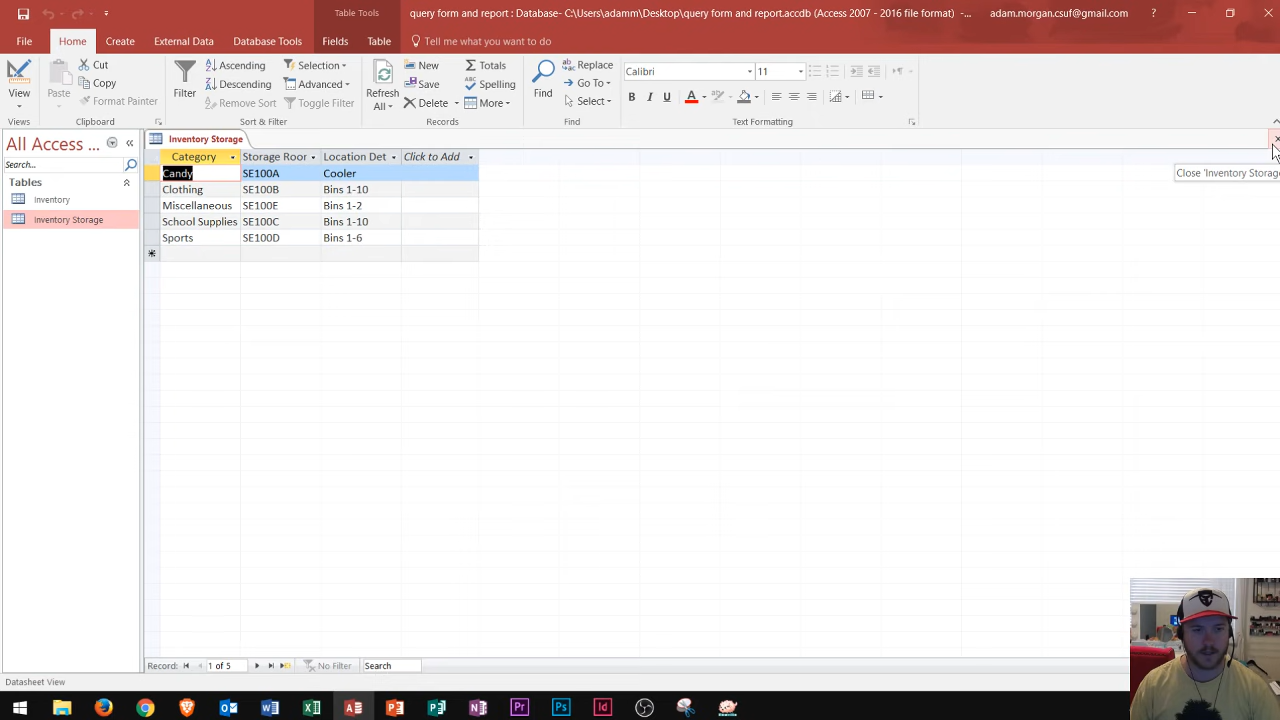 Table Tools
query form and report : Database- C:\Users\adamm\Desktop\query form and report.accdb (Access 2007 - 2016 file format) -...
adam.morgan.csuf@gmail.com
?
File
Home
Create
External Data
Database Tools
Fields
Table
Tell me what you want to do
View
Paste
Cut
Copy
Format Painter
Filter
Ascending
Descending
Remove Sort
Selection
Advanced
Toggle Filter
Refresh All
New
Save
Delete
Totals
Spelling
More
Find
Replace
Go To
Select
Calibri
11
B I U A
Views
Clipboard
Sort & Filter
Records
Find
Text Formatting
All Access ...
Search...
Tables
Inventory
Inventory Storage
Inventory Storage
Category Storage Roor Location Det Click to Add
Candy SE100A Cooler
Clothing SE100B Bins 1-10
Miscellaneous SE100E Bins 1-2
School Supplies SE100C Bins 1-10
Sports SE100D Bins 1-6
Close 'Inventory Storag
Record: 1 of 5 No Filter Search
Datasheet View